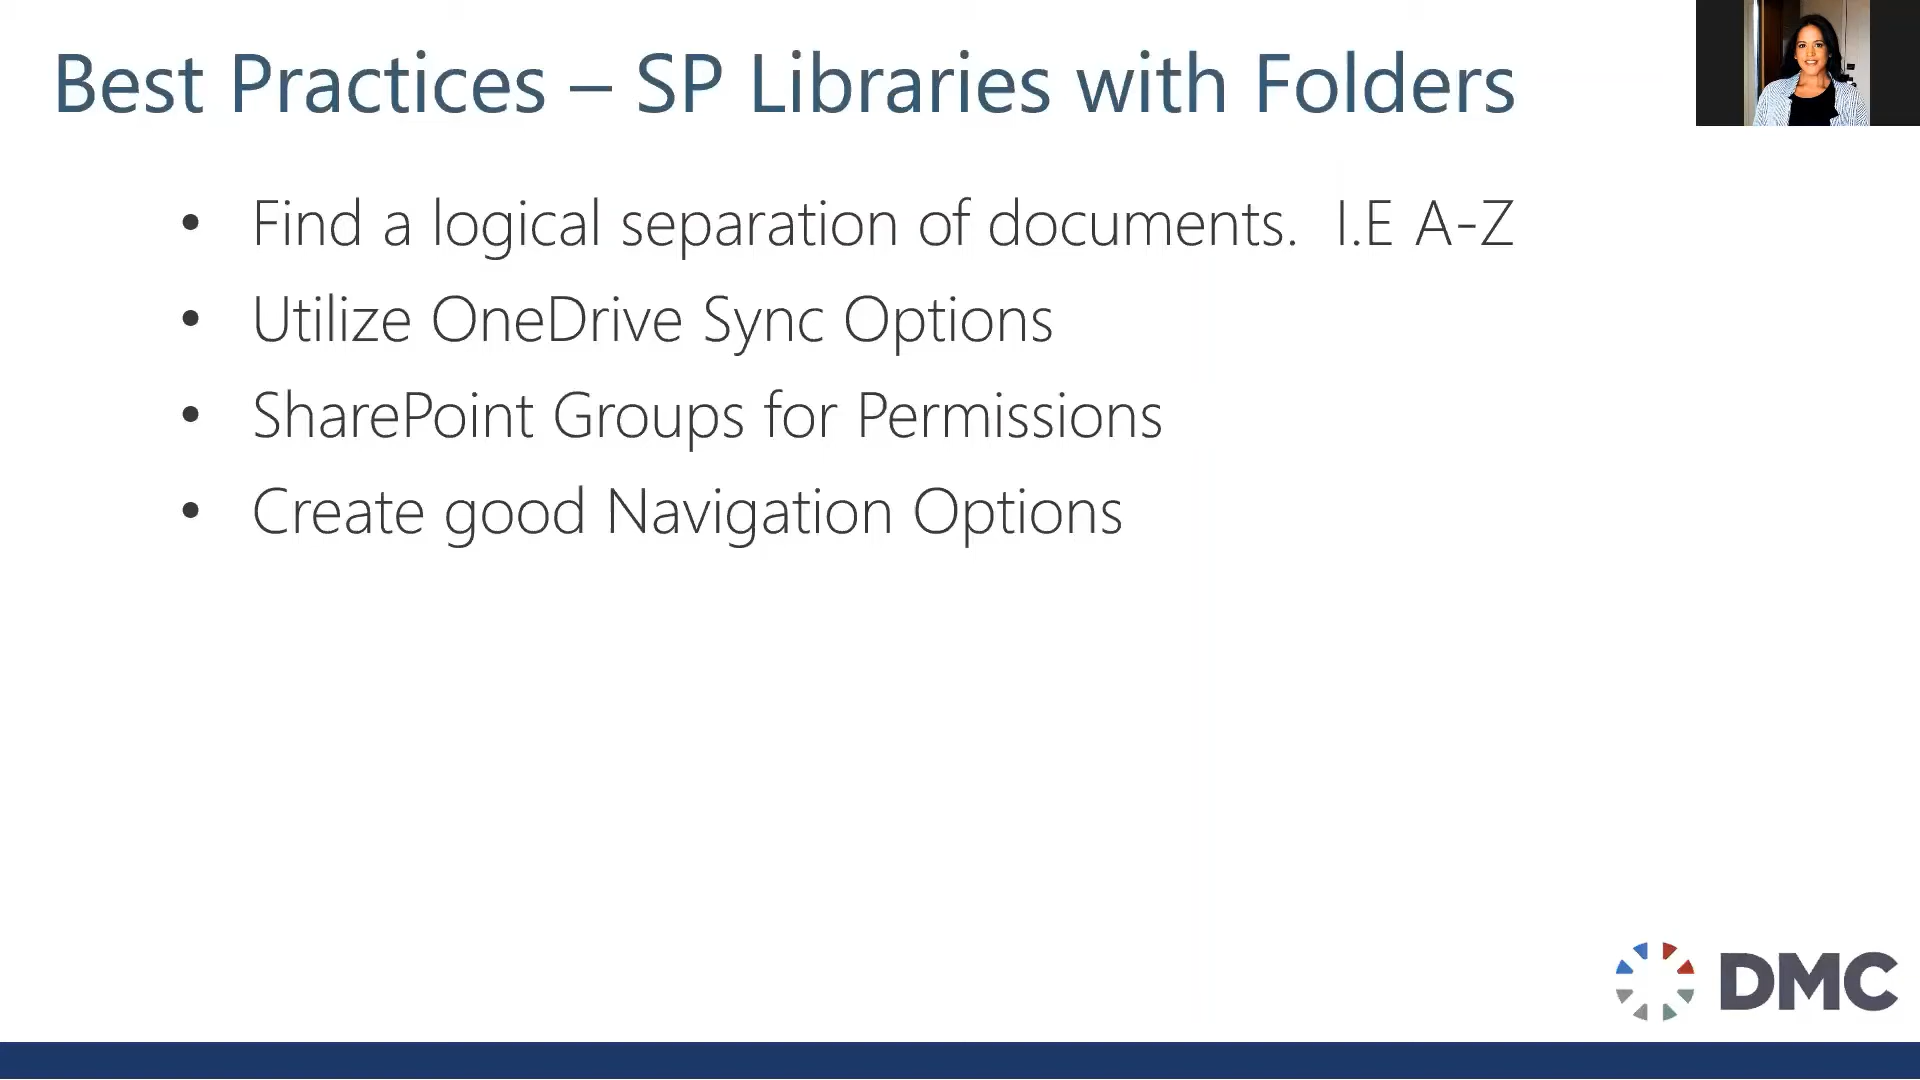 Best Practices – SP Libraries with Folders
• Find a logical separation of documents.  I.E A-Z
• Utilize OneDrive Sync Options
• SharePoint Groups for Permissions
• Create good Navigation Options
DMC